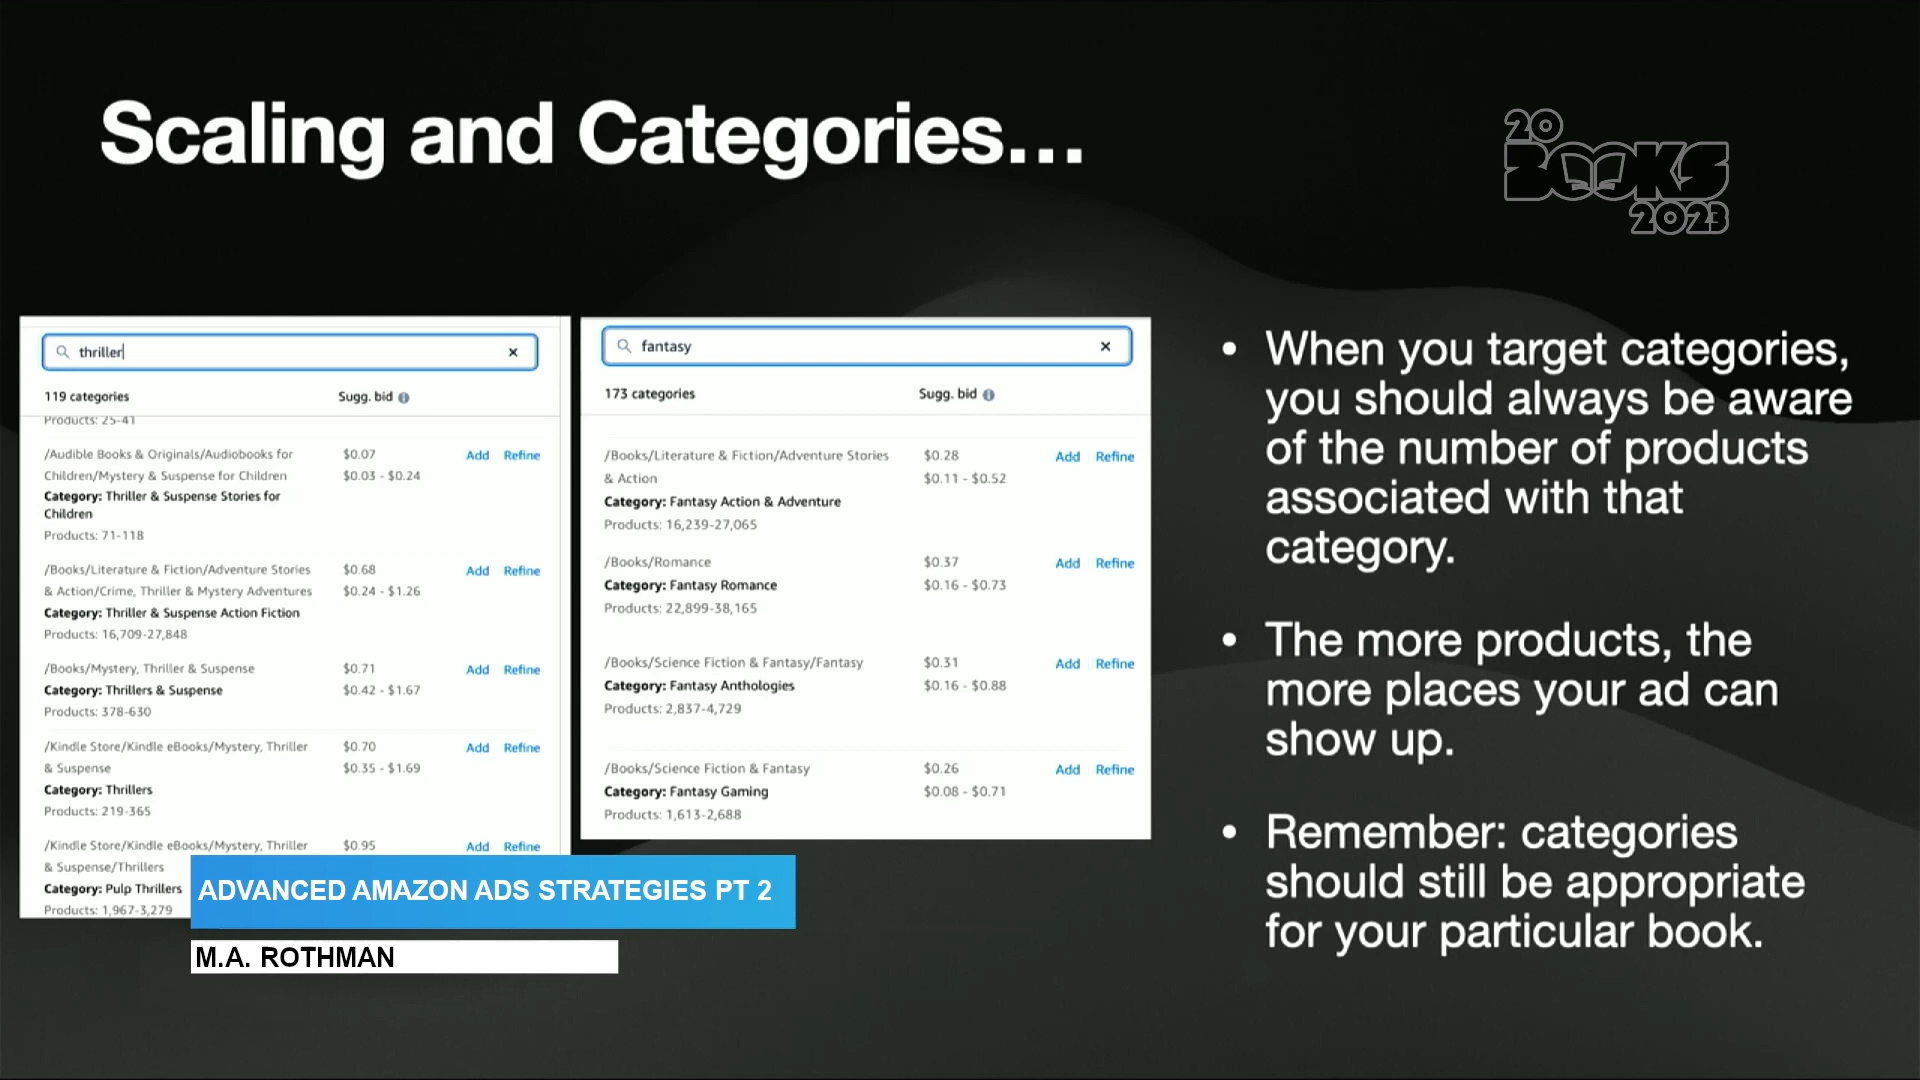 Scaling and Categories...
20
BOOKS
2023
thriller
119 categories
Sugg. bid
Products: 25-41
/Audible Books & Originals/Audiobooks for
Children/Mystery & Suspense for Children
Category: Thriller & Suspense Stories for
Children
Products: 71-118
$0.07
$0.03 - $0.24
Add Refine
/Books/Literature & Fiction/Adventure Stories
& Action/Crime, Thriller & Mystery Adventures
Category: Thriller & Suspense Action Fiction
Products: 16,709-27,848
$0.68
$0.24 - $1.26
Add Refine
/Books/Mystery, Thriller & Suspense
Category: Thrillers & Suspense
Products: 378-630
$0.71
$0.42 - $1.67
Add Refine
/Kindle Store/Kindle eBooks/Mystery, Thriller
& Suspense
Category: Thrillers
Products: 219-365
$0.70
$0.35 - $1.69
Add Refine
/Kindle Store/Kindle eBooks/Mystery, Thriller
& Suspense/Thrillers
Category: Pulp Thrillers
Products: 1,967-3,279
$0.95
Add Refine
fantasy
173 categories
Sugg. bid
/Books/Literature & Fiction/Adventure Stories
& Action
Category: Fantasy Action & Adventure
Products: 16,239-27,065
$0.28
$0.11 - $0.52
Add Refine
/Books/Romance
Category: Fantasy Romance
Products: 22,899-38,165
$0.37
$0.16 - $0.73
Add Refine
/Books/Science Fiction & Fantasy/Fantasy
Category: Fantasy Anthologies
Products: 2,837-4,729
$0.31
$0.16 - $0.88
Add Refine
/Books/Science Fiction & Fantasy
Category: Fantasy Gaming
Products: 1,613-2,688
$0.26
$0.08 - $0.71
Add Refine
• When you target categories,
you should always be aware
of the number of products
associated with that
category.
• The more products, the
more places your ad can
show up.
• Remember: categories
should still be appropriate
for your particular book.
ADVANCED AMAZON ADS STRATEGIES PT 2
M.A. ROTHMAN